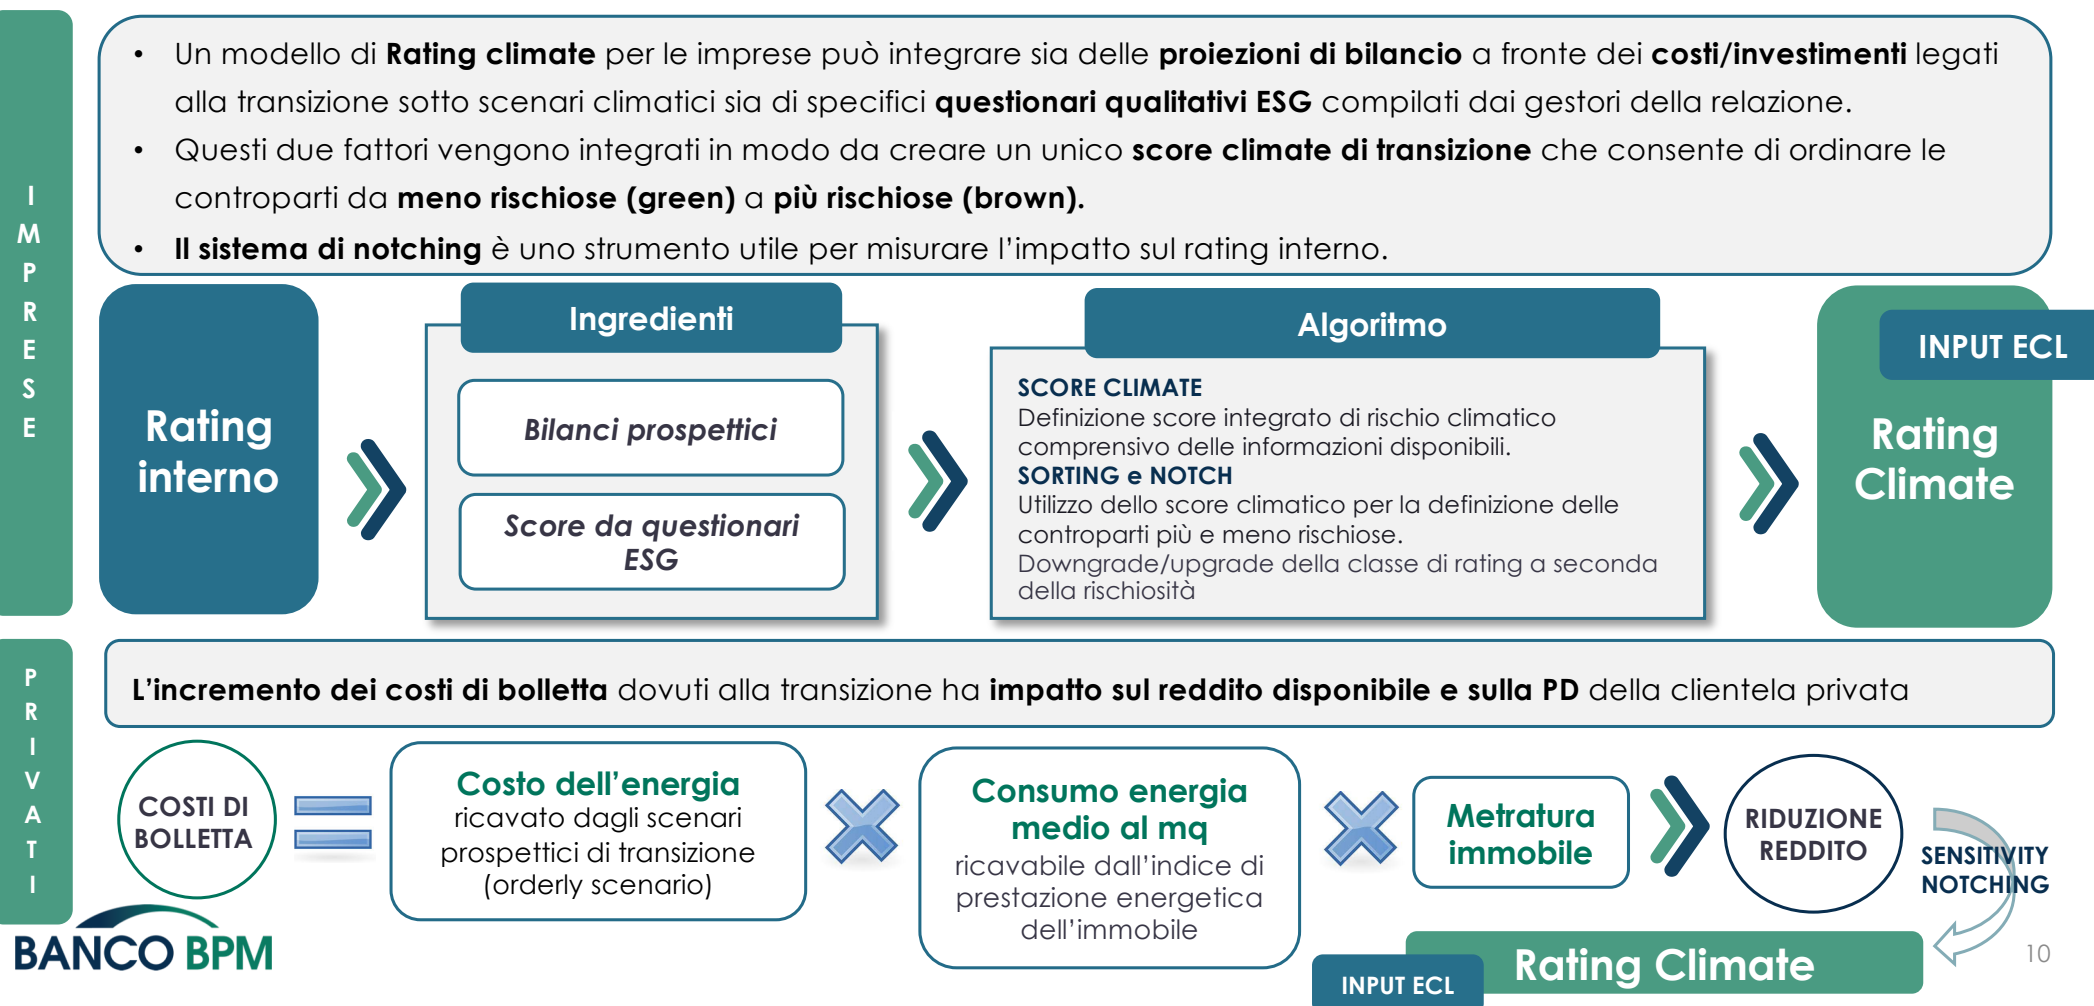 IMPRESE
• Un modello di Rating climate per le imprese può integrare sia delle proiezioni di bilancio a fronte dei costi/investimenti legati
alla transizione sotto scenari climatici sia di specifici questionari qualitativi ESG compilati dai gestori della relazione.
• Questi due fattori vengono integrati in modo da creare un unico score climate di transizione che consente di ordinare le
controparti da meno rischiose (green) a più rischiose (brown).
• Il sistema di notching è uno strumento utile per misurare l'impatto sul rating interno.
Rating
interno
Ingredienti
Bilanci prospettici
Score da questionari
ESG
Algoritmo
SCORE CLIMATE
Definizione score integrato di rischio climatico
comprensivo delle informazioni disponibili.
SORTING e NOTCH
Utilizzo dello score climatico per la definizione delle
controparti più e meno rischiose.
Downgrade/upgrade della classe di rating a seconda
della rischiosità
INPUT ECL
Rating
Climate
PRIVATI
L'incremento dei costi di bolletta dovuti alla transizione ha impatto sul reddito disponibile e sulla PD della clientela privata
COSTI DI
BOLLETTA
Costo dell'energia
ricavato dagli scenari
prospettici di transizione
(orderly scenario)
Consumo energia
medio al mq
ricavabile dall'indice di
prestazione energetica
dell'immobile
Metratura
immobile
RIDUZIONE
REDDITO
SENSITIVITY
NOTCHING
Rating Climate
INPUT ECL
BANCO BPM
10